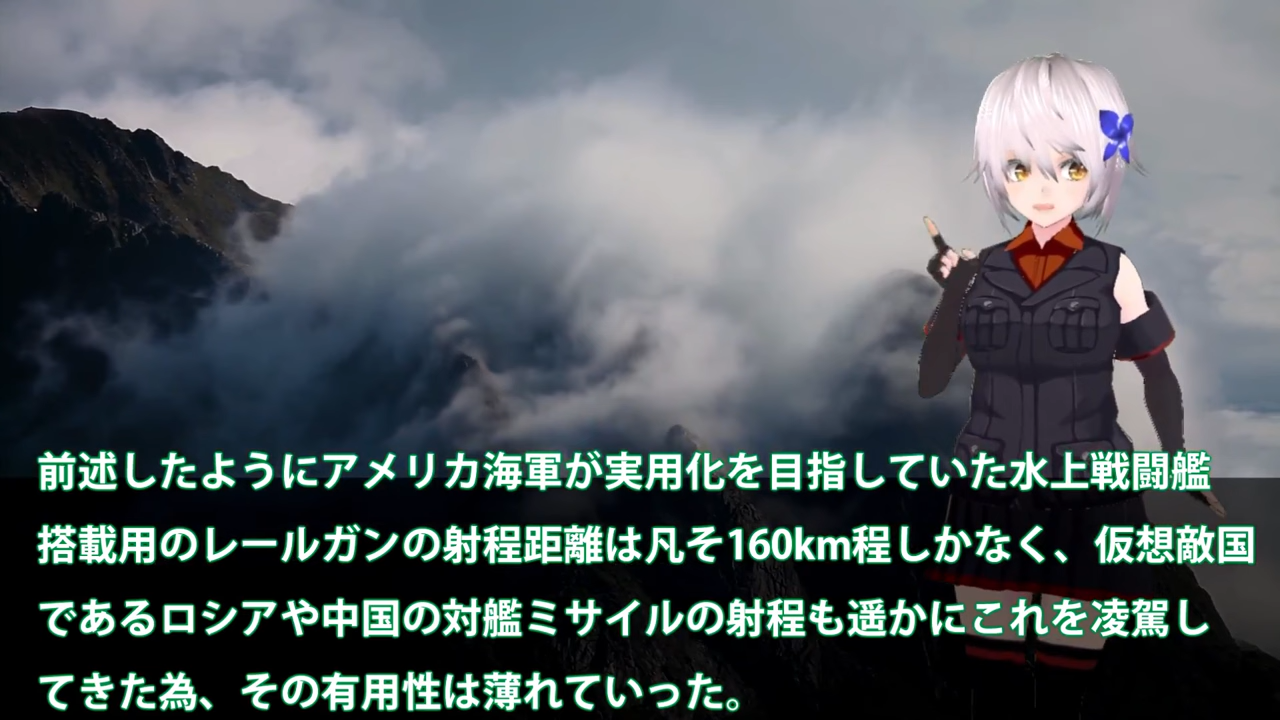 前述したようにアメリカ海軍が実用化を目指していた水上戦闘艦
搭載用のレールガンの射程距離は凡そ160km程しかなく、仮想敵国
であるロシアや中国の対艦ミサイルの射程も遥かにこれを凌駕し
てきた為、その有用性は薄れていった。